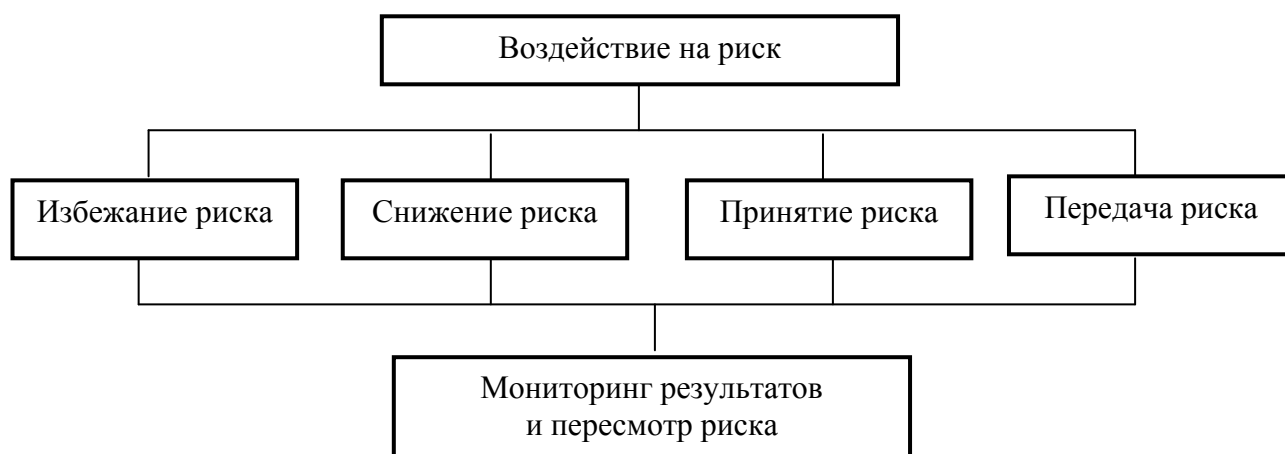 Воздействие на риск
Избежание риска
Снижение риска
Принятие риска
Передача риска
Мониторинг результатов
и пересмотр риска